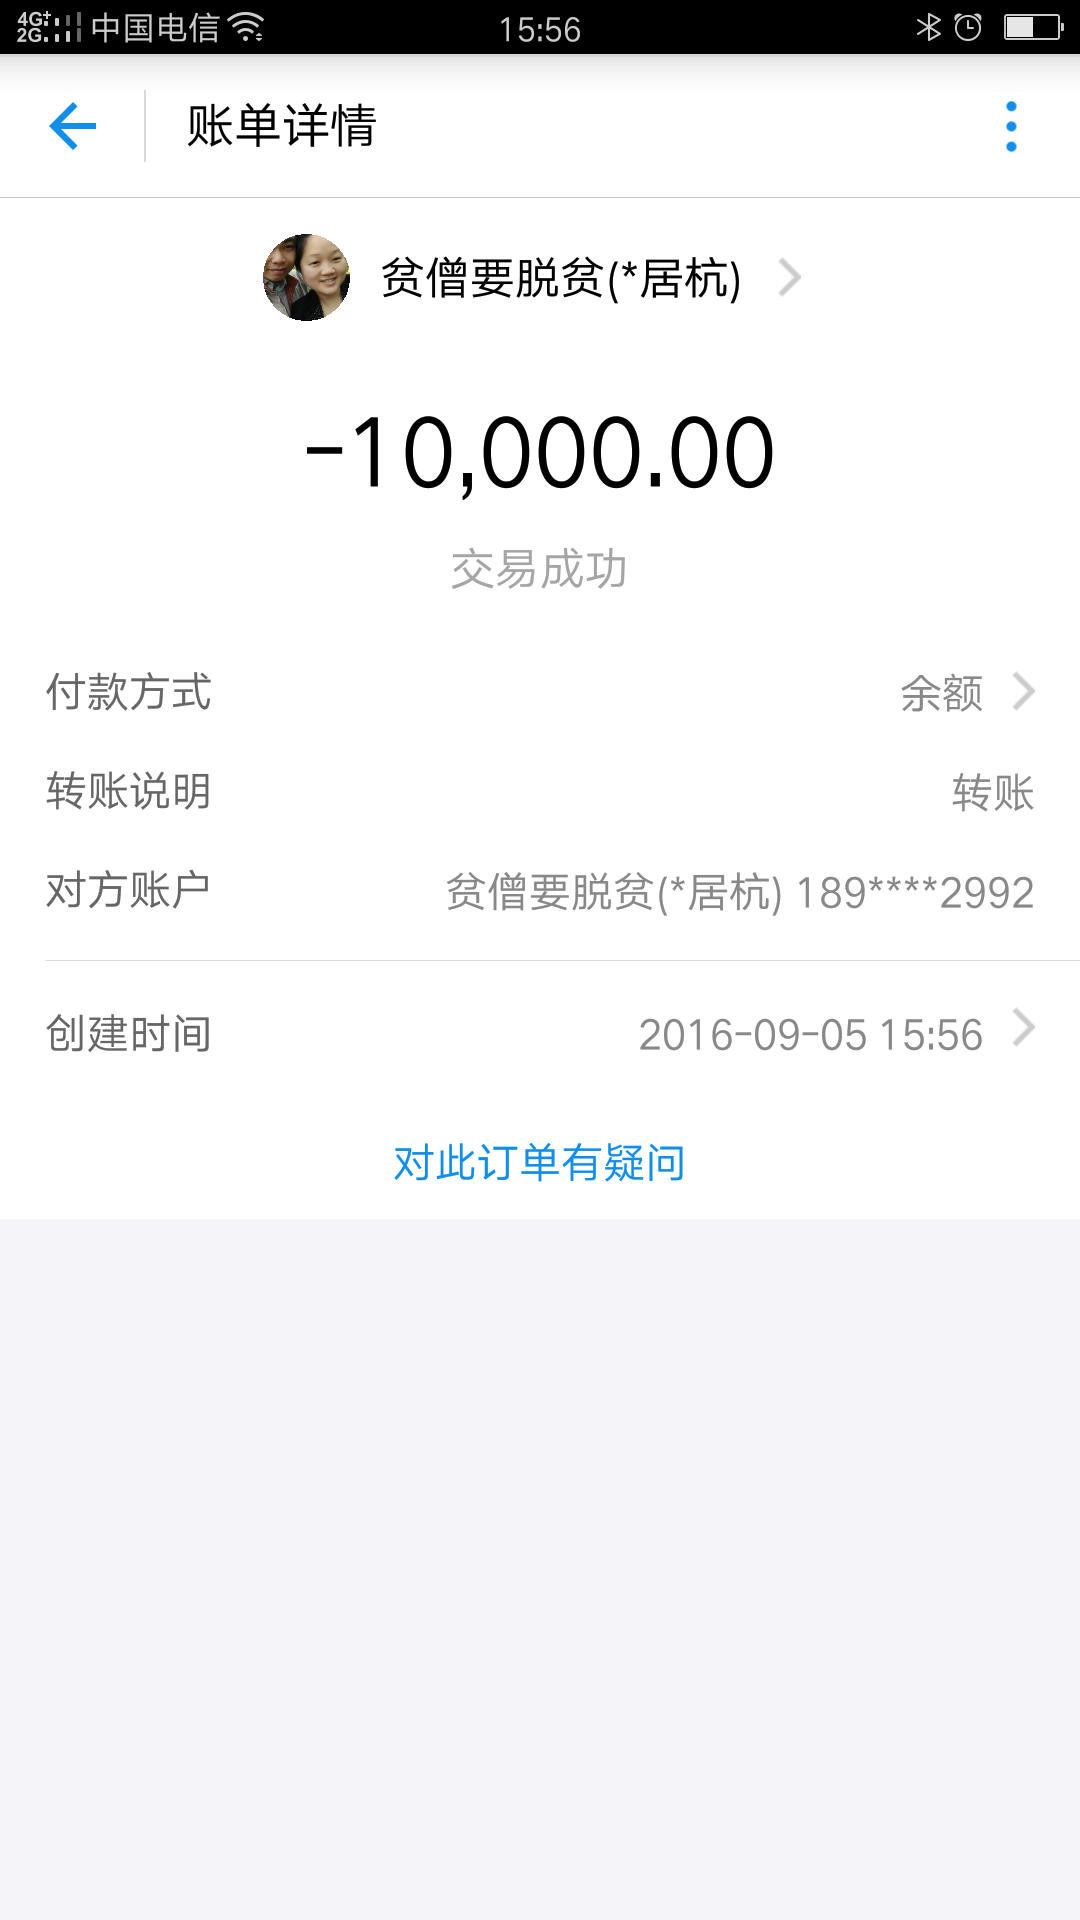 4G+ 2G 中国电信 15:56
账单详情
贫僧要脱贫(*居杭)
-10,000.00
交易成功
付款方式 余额
转账说明 转账
对方账户 贫僧要脱贫(*居杭) 189****2992
创建时间 2016-09-05 15:56
对此订单有疑问